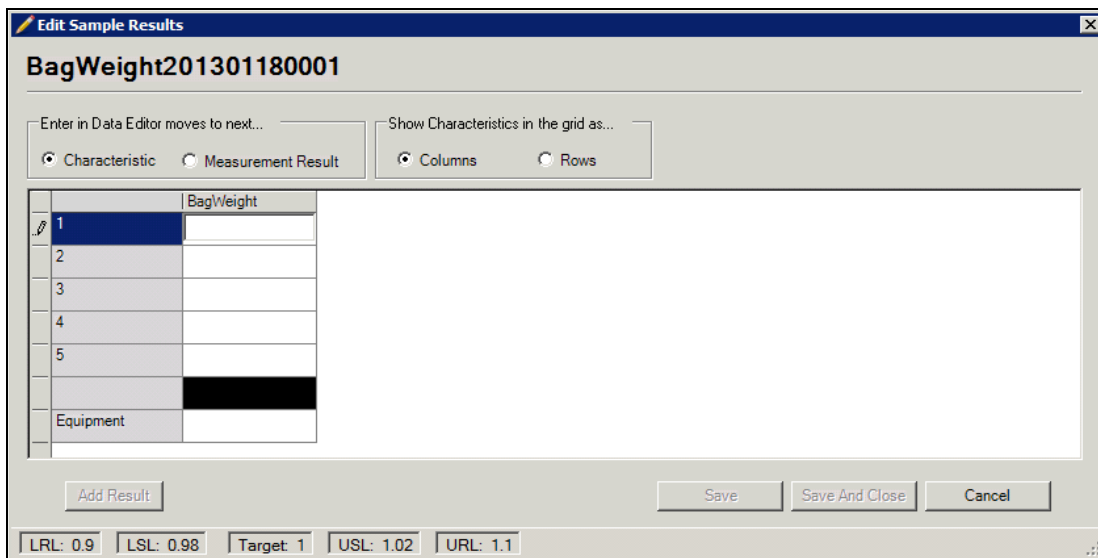 Edit Sample Results
BagWeight201301180001
Enter in Data Editor moves to next... Show Characteristics in the grid as...
Characteristic Measurement Result Columns Rows
BagWeight
1
2
3
4
5
Equipment
Add Result Save Save And Close Cancel
LRL: 0.9 LSL: 0.98 Target: 1 USL: 1.02 URL: 1.1